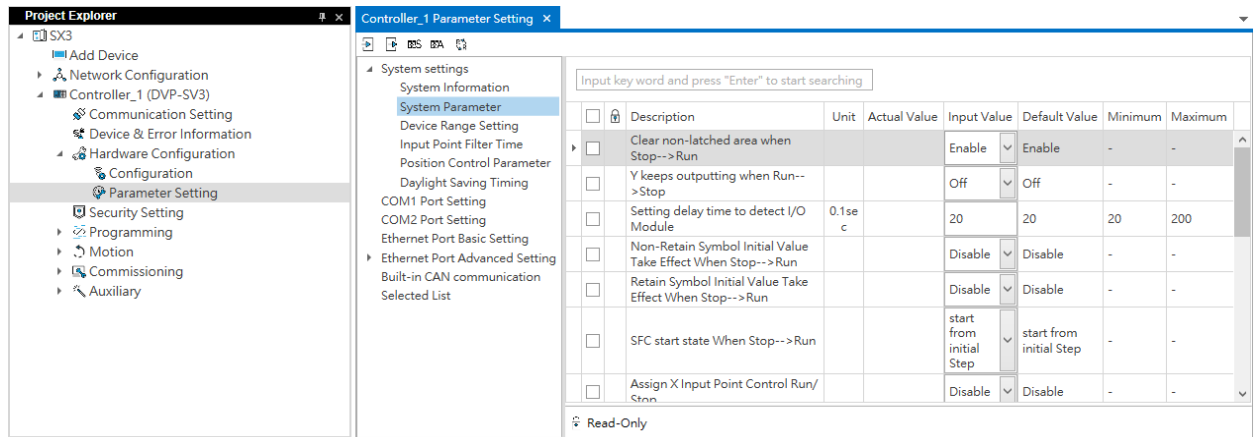 Project Explorer
SX3
Add Device
Network Configuration
Controller_1 (DVP-SV3)
Communication Setting
Device & Error Information
Hardware Configuration
Configuration
Parameter Setting
Security Setting
Programming
Motion
Commissioning
Auxiliary
Controller_1 Parameter Setting
System settings
System Information
System Parameter
Device Range Setting
Input Point Filter Time
Position Control Parameter
Daylight Saving Timing
COM1 Port Setting
COM2 Port Setting
Ethernet Port Basic Setting
Ethernet Port Advanced Setting
Built-in CAN communication
Selected List
Input key word and press "Enter" to start searching
Description Unit Actual Value Input Value Default Value Minimum Maximum
Clear non-latched area when
Stop-->Run
Enable Enable - -
Y keeps outputting when Run--
>Stop
Off Off - -
Setting delay time to detect I/O
Module
0.1se
c
20 20 20 200
Non-Retain Symbol Initial Value
Take Effect When Stop-->Run
Disable Disable - -
Retain Symbol Initial Value Take
Effect When Stop-->Run
Disable Disable - -
SFC start state When Stop-->Run
start
from
initial
Step
start from
initial Step
- -
Assign X Input Point Control Run/
Stop
Disable Disable - -
Read-Only